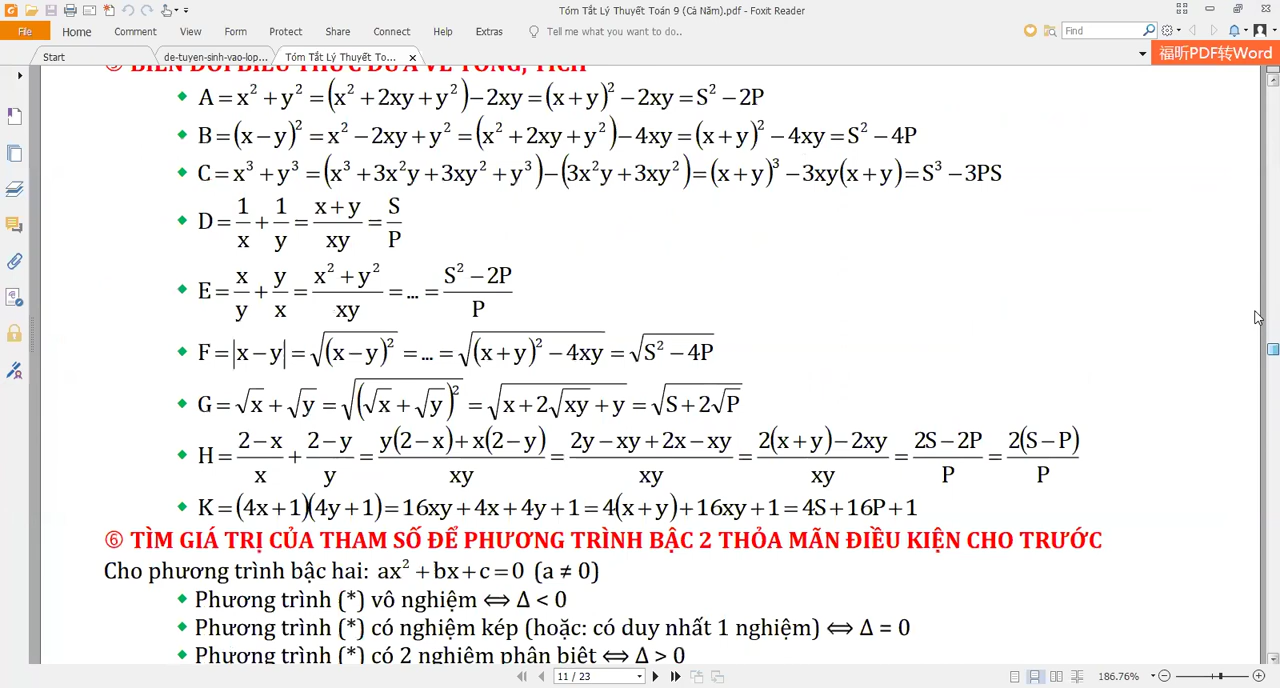 Tóm Tắt Lý Thuyết Toán 9 (Cả Năm).pdf - Foxit Reader
File Home Comment View Form Protect Share Connect Help Extras Tell me what you want to do.. Find
Start de-tuyen-sinh-vao-lop... Tóm Tắt Lý Thuyết To... 福昕PDF转Word
⑤ BIẾN ĐỔI BIỂU THỨC ĐƯA VỀ TỔNG, TÍCH
A = x² + y² = (x² + 2xy + y²) − 2xy = (x + y)² − 2xy = S² − 2P
B = (x − y)² = x² − 2xy + y² = (x² + 2xy + y²) − 4xy = (x + y)² − 4xy = S² − 4P
C = x³ + y³ = (x³ + 3x²y + 3xy² + y³) − (3x²y + 3xy²) = (x + y)³ − 3xy(x + y) = S³ − 3PS
D = 1/x + 1/y = (x + y)/xy = S/P
E = x/y + y/x = (x² + y²)/xy = ... = (S² − 2P)/P
F = |x − y| = √((x − y)²) = ... = √((x + y)² − 4xy) = √(S² − 4P)
G = √x + √y = √((√x + √y)²) = √(x + 2√(xy) + y) = √(S + 2√P)
H = (2 − x)/x + (2 − y)/y = (y(2 − x) + x(2 − y))/xy = (2y − xy + 2x − xy)/xy = (2(x + y) − 2xy)/xy = (2S − 2P)/P = 2(S − P)/P
K = (4x + 1)(4y + 1) = 16xy + 4x + 4y + 1 = 4(x + y) + 16xy + 1 = 4S + 16P + 1
⑥ TÌM GIÁ TRỊ CỦA THAM SỐ ĐỂ PHƯƠNG TRÌNH BẬC 2 THỎA MÃN ĐIỀU KIỆN CHO TRƯỚC
Cho phương trình bậc hai: ax² + bx + c = 0 (a ≠ 0)
Phương trình (*) vô nghiệm ⇔ Δ < 0
Phương trình (*) có nghiệm kép (hoặc: có duy nhất 1 nghiệm) ⇔ Δ = 0
Phương trình (*) có 2 nghiệm phân biệt ⇔ Δ > 0
11 / 23 186.76%